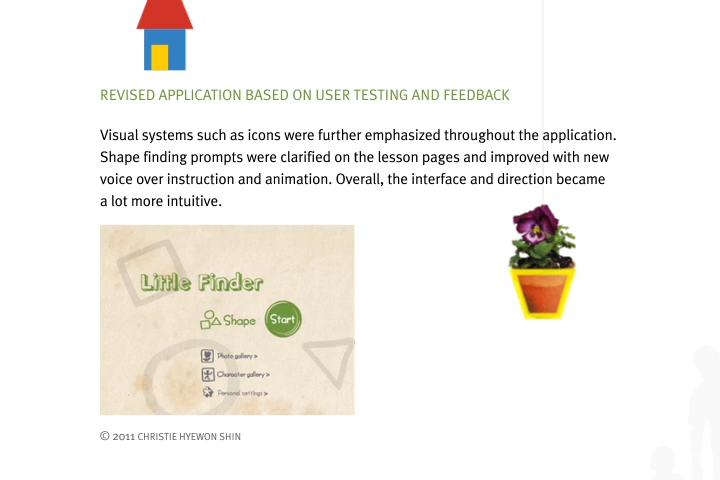 REVISED APPLICATION BASED ON USER TESTING AND FEEDBACK
Visual systems such as icons were further emphasized throughout the application.
Shape finding prompts were clarified on the lesson pages and improved with new
voice over instruction and animation. Overall, the interface and direction became
a lot more intuitive.
Little Finder
Shape Start
Photo gallery >
Character gallery >
Personal settings >
© 2011 CHRISTIE HYEWON SHIN